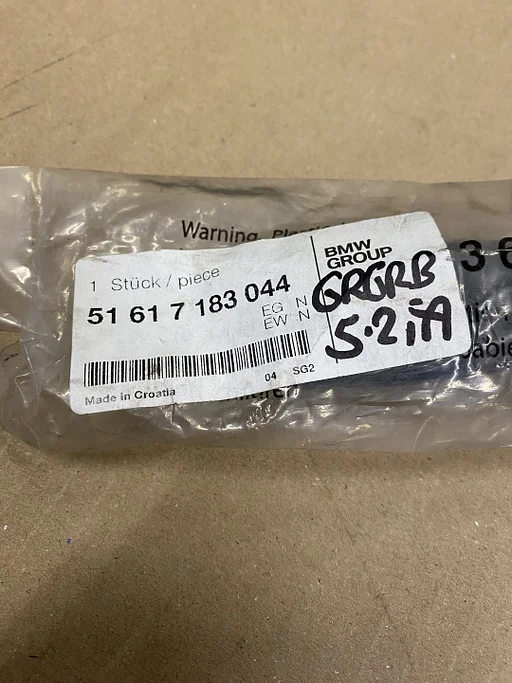 Warning
1 Stück / piece
51 61 7 183 044
EG N
EW N
BMW
GROUP
GRGRB
5.2iA
04 SG2
Made in Croatia